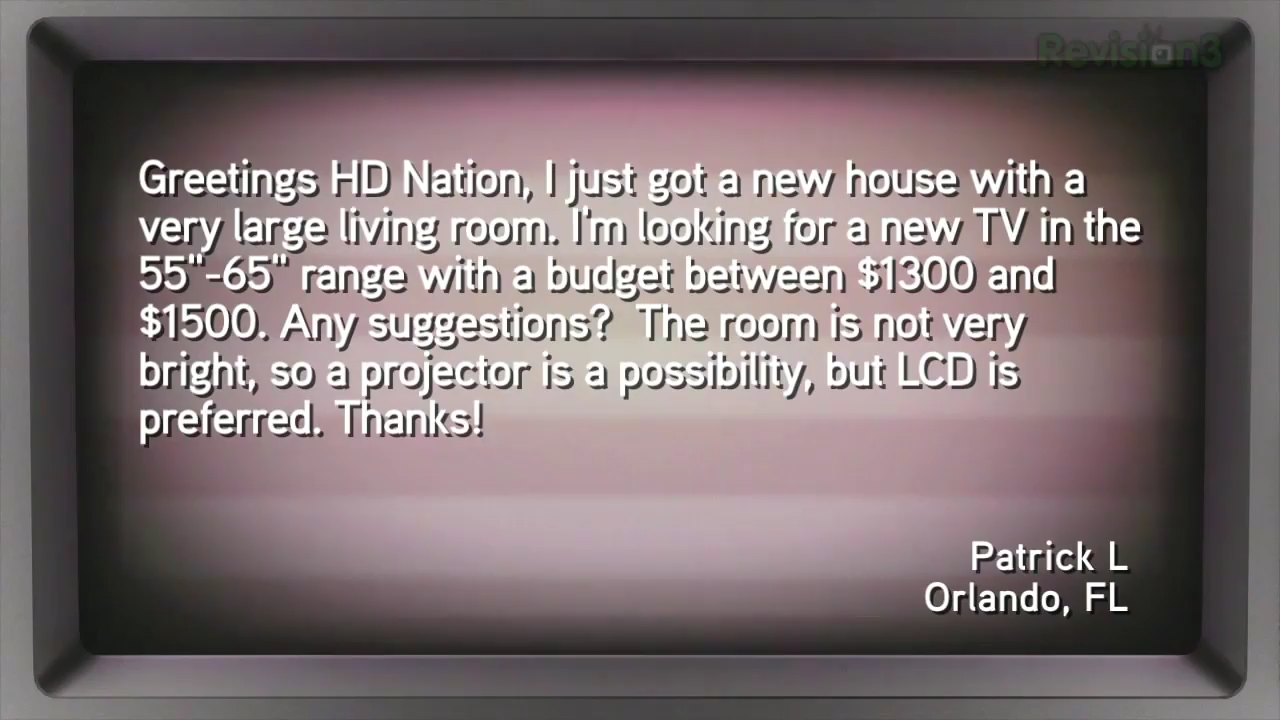 Revision3
Greetings HD Nation, I just got a new house with a
very large living room. I'm looking for a new TV in the
55"-65" range with a budget between $1300 and
$1500. Any suggestions?  The room is not very
bright, so a projector is a possibility, but LCD is
preferred. Thanks!
Patrick L
Orlando, FL